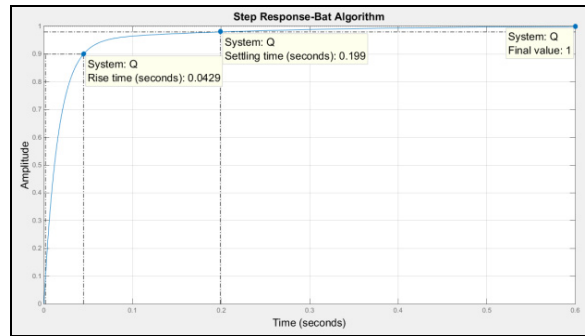 Step Response-Bat Algorithm
System: Q
Rise time (seconds): 0.0429
System: Q
Settling time (seconds): 0.199
System: Q
Final value: 1
Amplitude
1
0.9
0.8
0.7
0.6
0.5
0.4
0.3
0.2
0.1
0
0
0.1
0.2
0.3
0.4
0.5
0.6
Time (seconds)